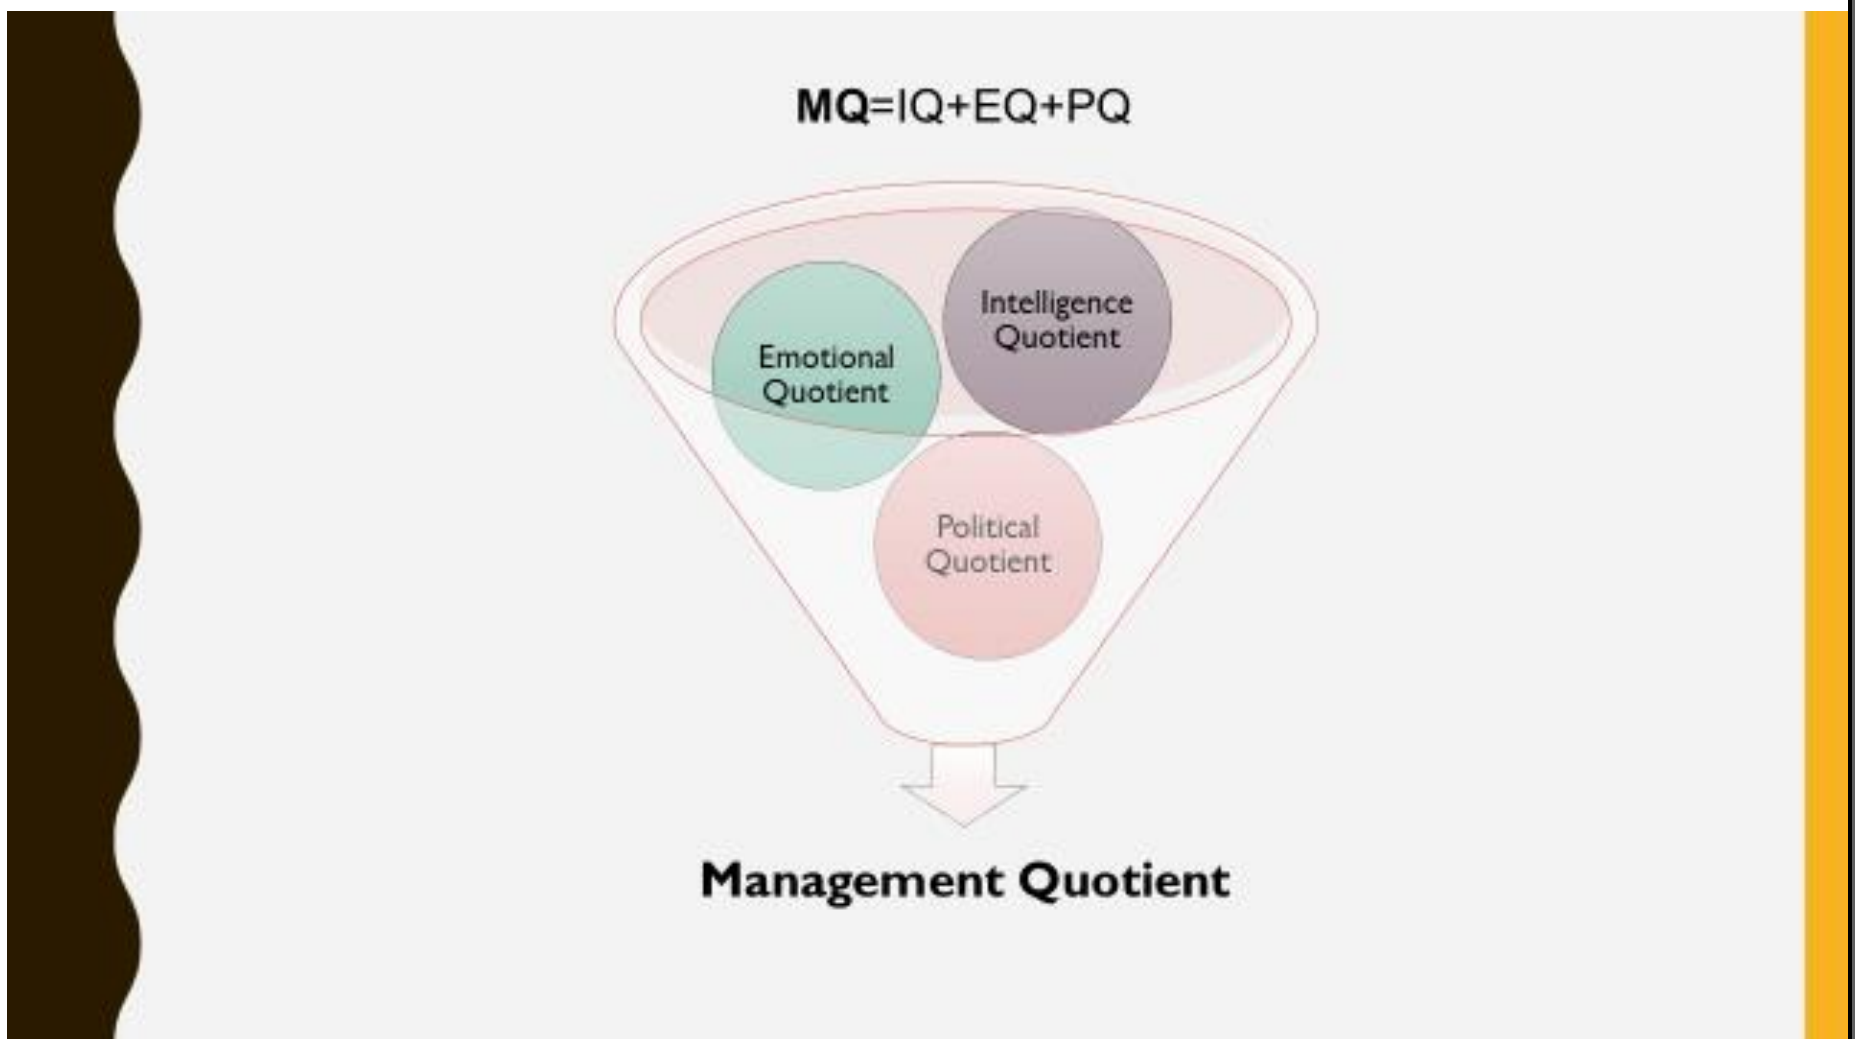 MQ=IQ+EQ+PQ
Intelligence
Quotient
Emotional
Quotient
Political
Quotient
Management Quotient